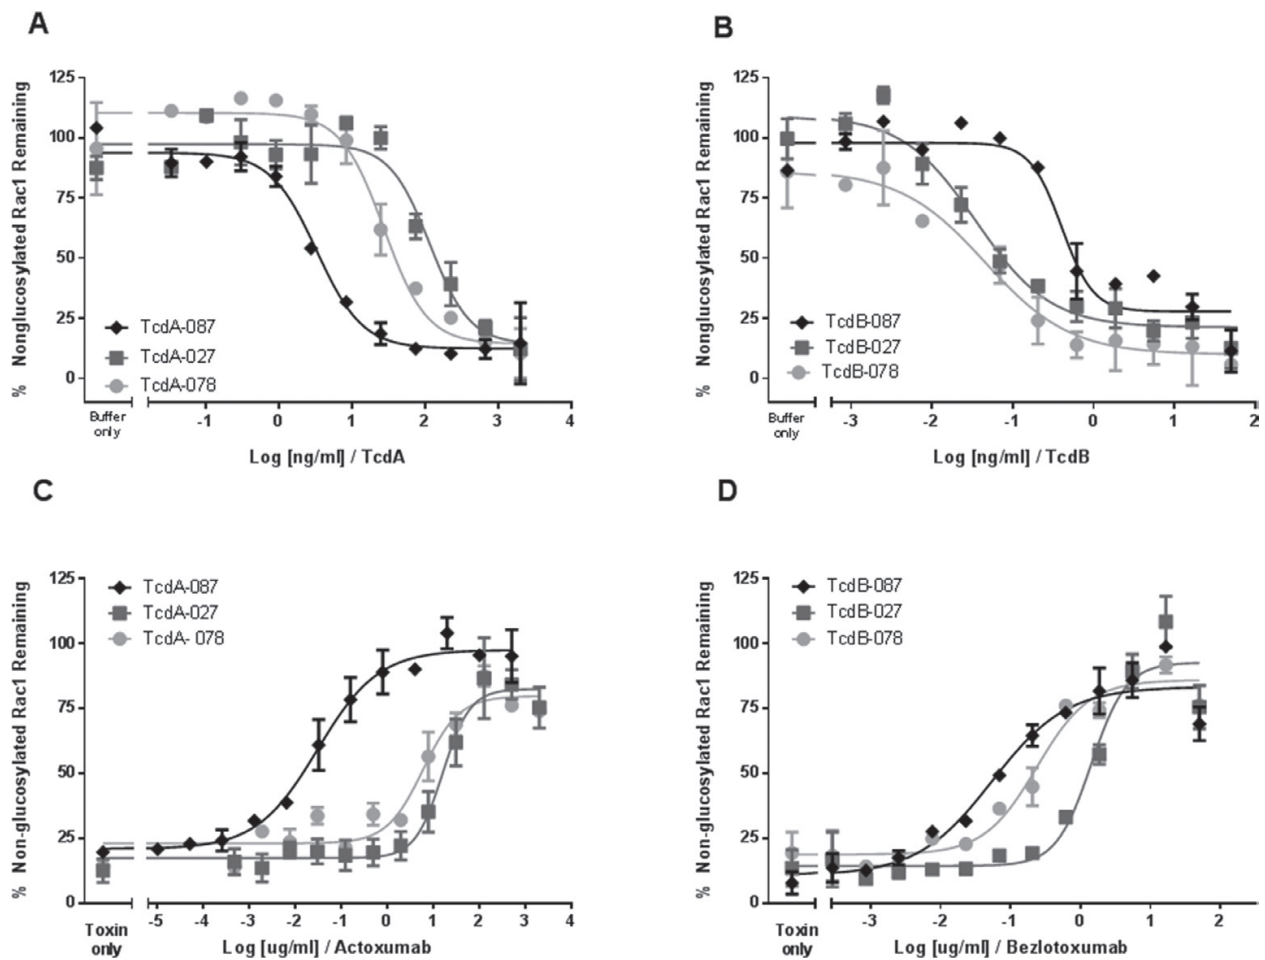 A
% Nonglucosylated Rac1 Remaining
125
100
75
50
25
0
TcdA-087
TcdA-027
TcdA-078
Buffer
only
-1 0 1 2 3 4
Log [ng/ml] / TcdA
B
% Nonglucosylated Rac1 Remaining
125
100
75
50
25
0
TcdB-087
TcdB-027
TcdB-078
Buffer
only
-3 -2 -1 0 1 2
Log [ng/ml] / TcdB
C
% Non-glucosylated Rac1 Remaining
125
100
75
50
25
0
TcdA-087
TcdA-027
TcdA- 078
Toxin
only
-5 -4 -3 -2 -1 0 1 2 3 4
Log [ug/ml] / Actoxumab
D
% Non-glucosylated Rac1 Remaining
125
100
75
50
25
0
TcdB-087
TcdB-027
TcdB-078
Toxin
only
-3 -2 -1 0 1 2
Log [ug/ml] / Bezlotoxumab